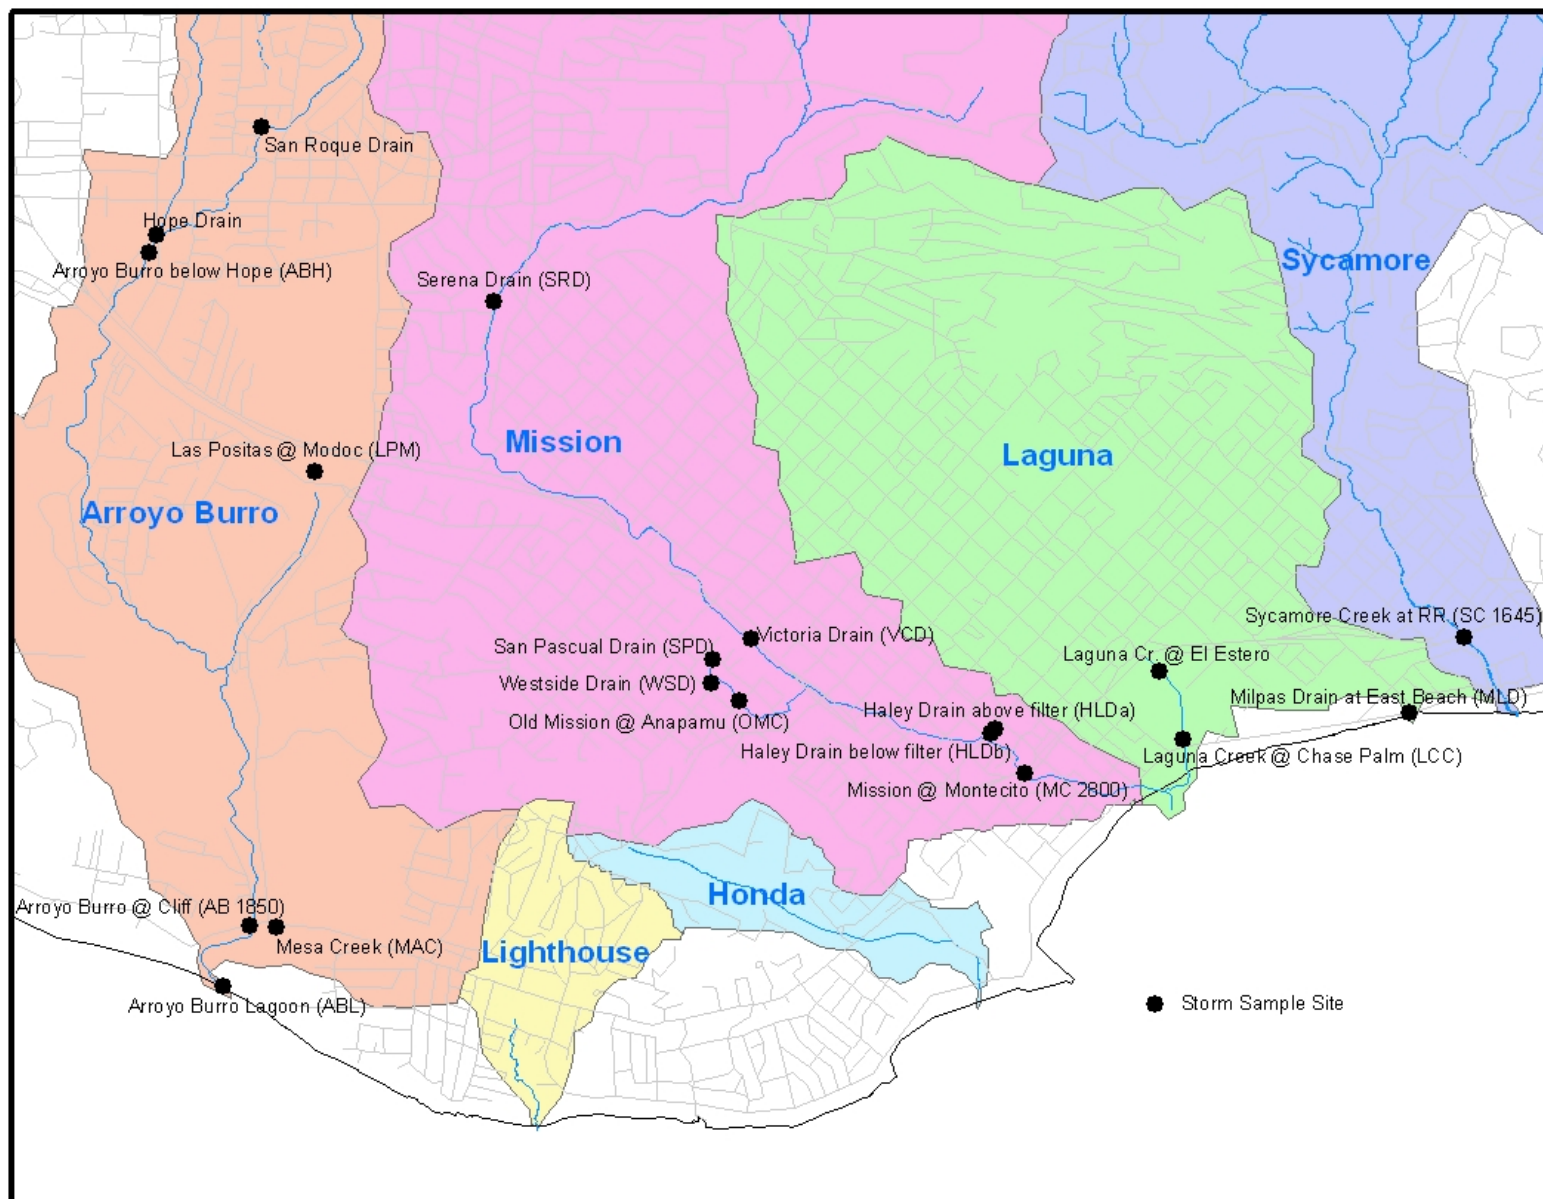 San Roque Drain
Hope Drain
Sycamore
Arroyo Burro below Hope (ABH)
Serena Drain (SRD)
Mission
Las Positas @ Modoc (LPM)
Laguna
Arroyo Burro
Sycamore Creek at RR (SC 1645)
Victoria Drain (VCD)
San Pascual Drain (SPD)
Laguna Cr. @ El Estero
Westside Drain (WSD)
Milpas Drain at East Beach (MLD)
Haley Drain above filter (HLDa)
Old Mission @ Anapamu (OMC)
Haley Drain below filter (HLDb)
Laguna Creek @ Chase Palm (LCC)
Mission @ Montecito (MC 2800)
Honda
Arroyo Burro @ Cliff (AB 1850)
Mesa Creek (MAC)
Lighthouse
Arroyo Burro Lagoon (ABL)
Storm Sample Site